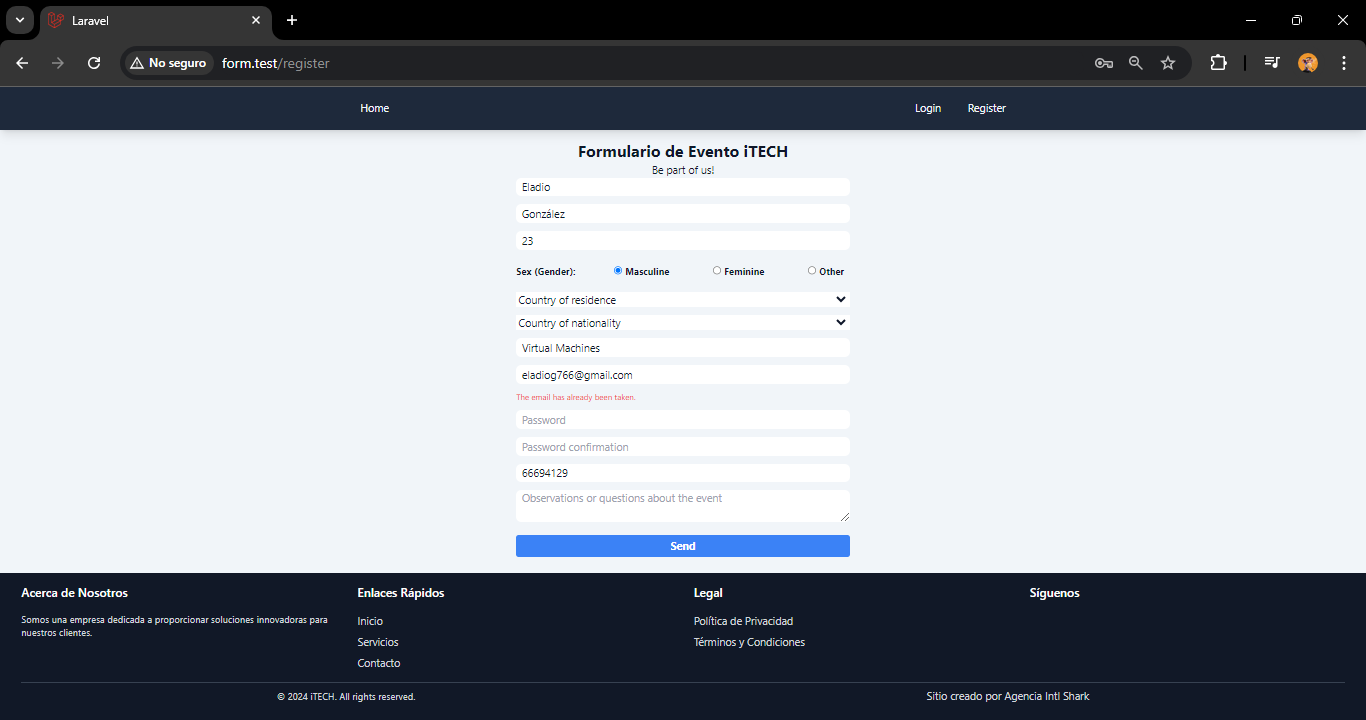 Laravel
No seguro form.test/register
Home Login Register
Formulario de Evento iTECH
Be part of us!
Eladio
González
23
Sex (Gender): Masculine Feminine Other
Country of residence
Country of nationality
Virtual Machines
eladiog766@gmail.com
The email has already been taken.
Password
Password confirmation
66694129
Observations or questions about the event
Send
Acerca de Nosotros
Somos una empresa dedicada a proporcionar soluciones innovadoras para
nuestros clientes.
Enlaces Rápidos
Inicio
Servicios
Contacto
Legal
Política de Privacidad
Términos y Condiciones
Síguenos
© 2024 iTECH. All rights reserved.
Sitio creado por Agencia Intl Shark